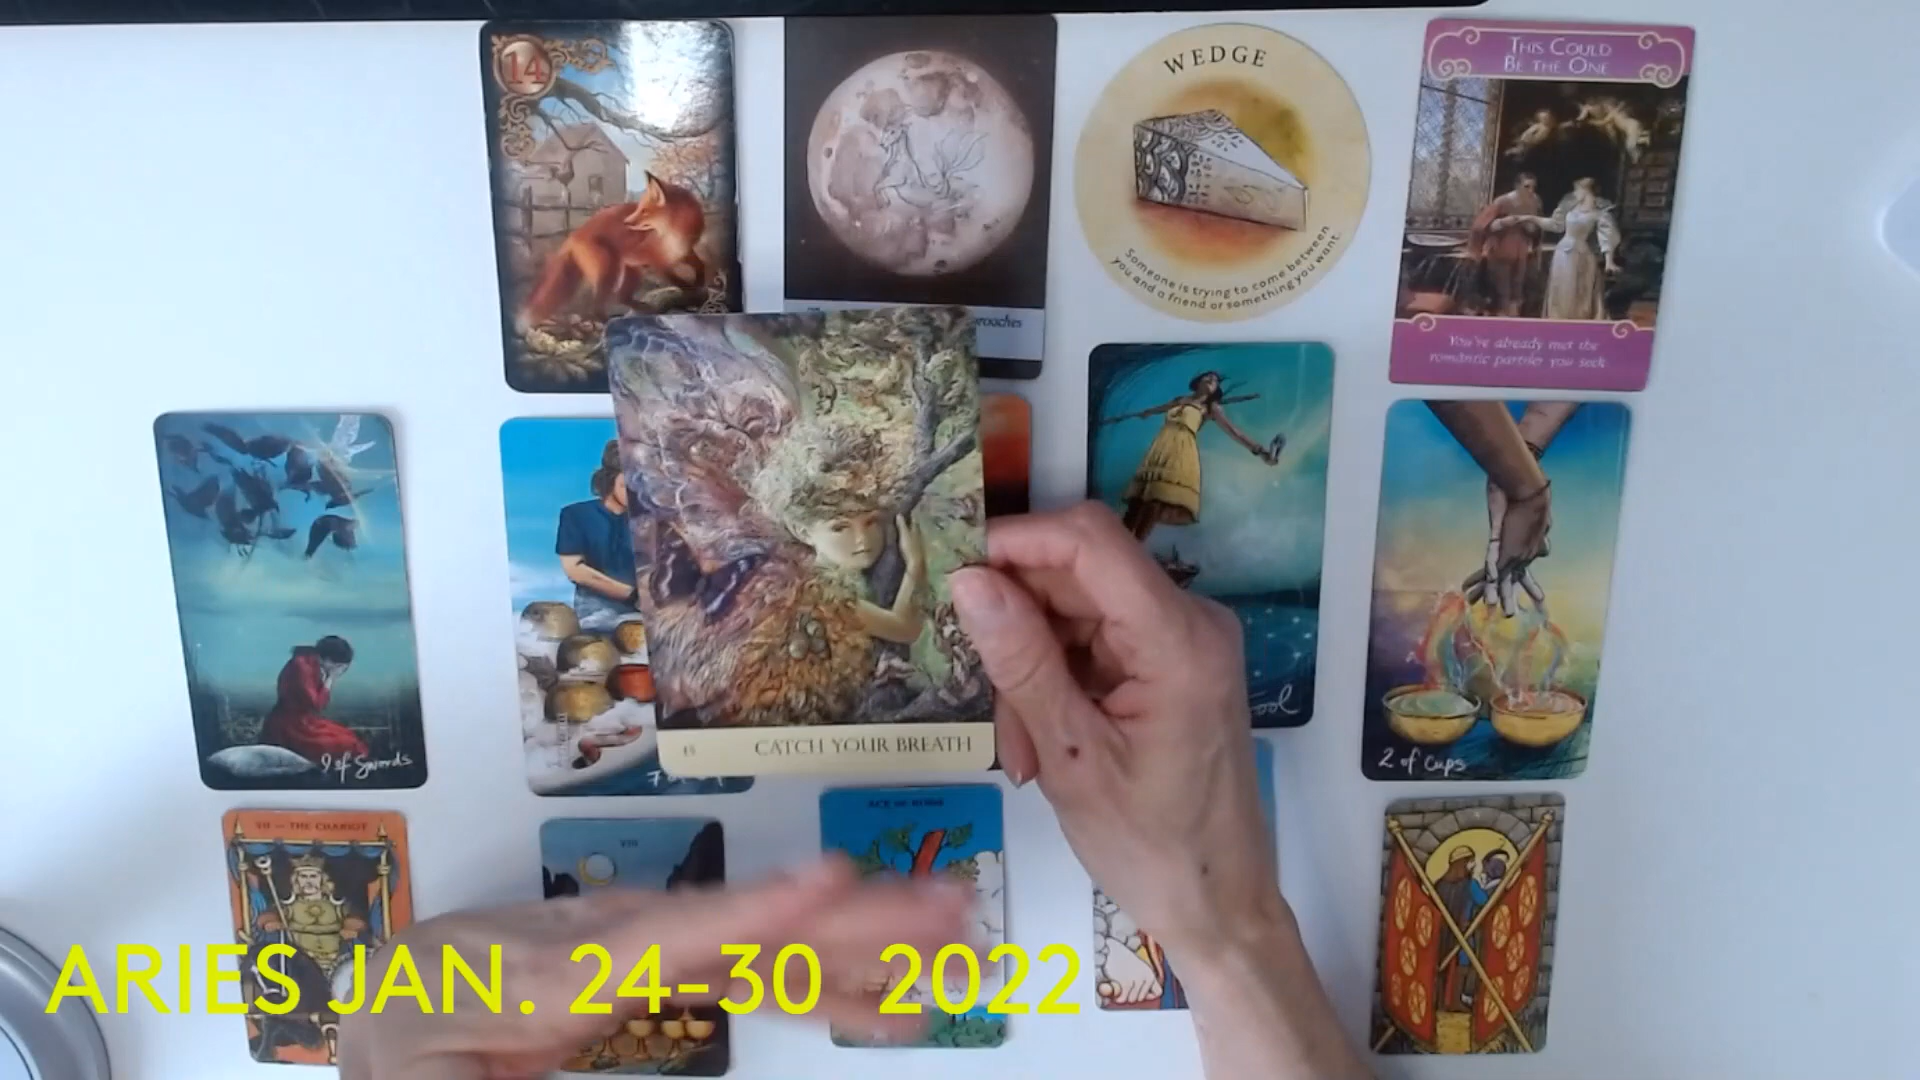 14
WEDGE
Someone is trying to come between
you and a friend or something you want.
THIS COULD
BE THE ONE
You've already met the
romantic partner you seek
9 of Swords
2 of Cups
CATCH YOUR BREATH
VII — THE CHARIOT
VIII
ACE OF RODS
ARIES JAN. 24-30 2022